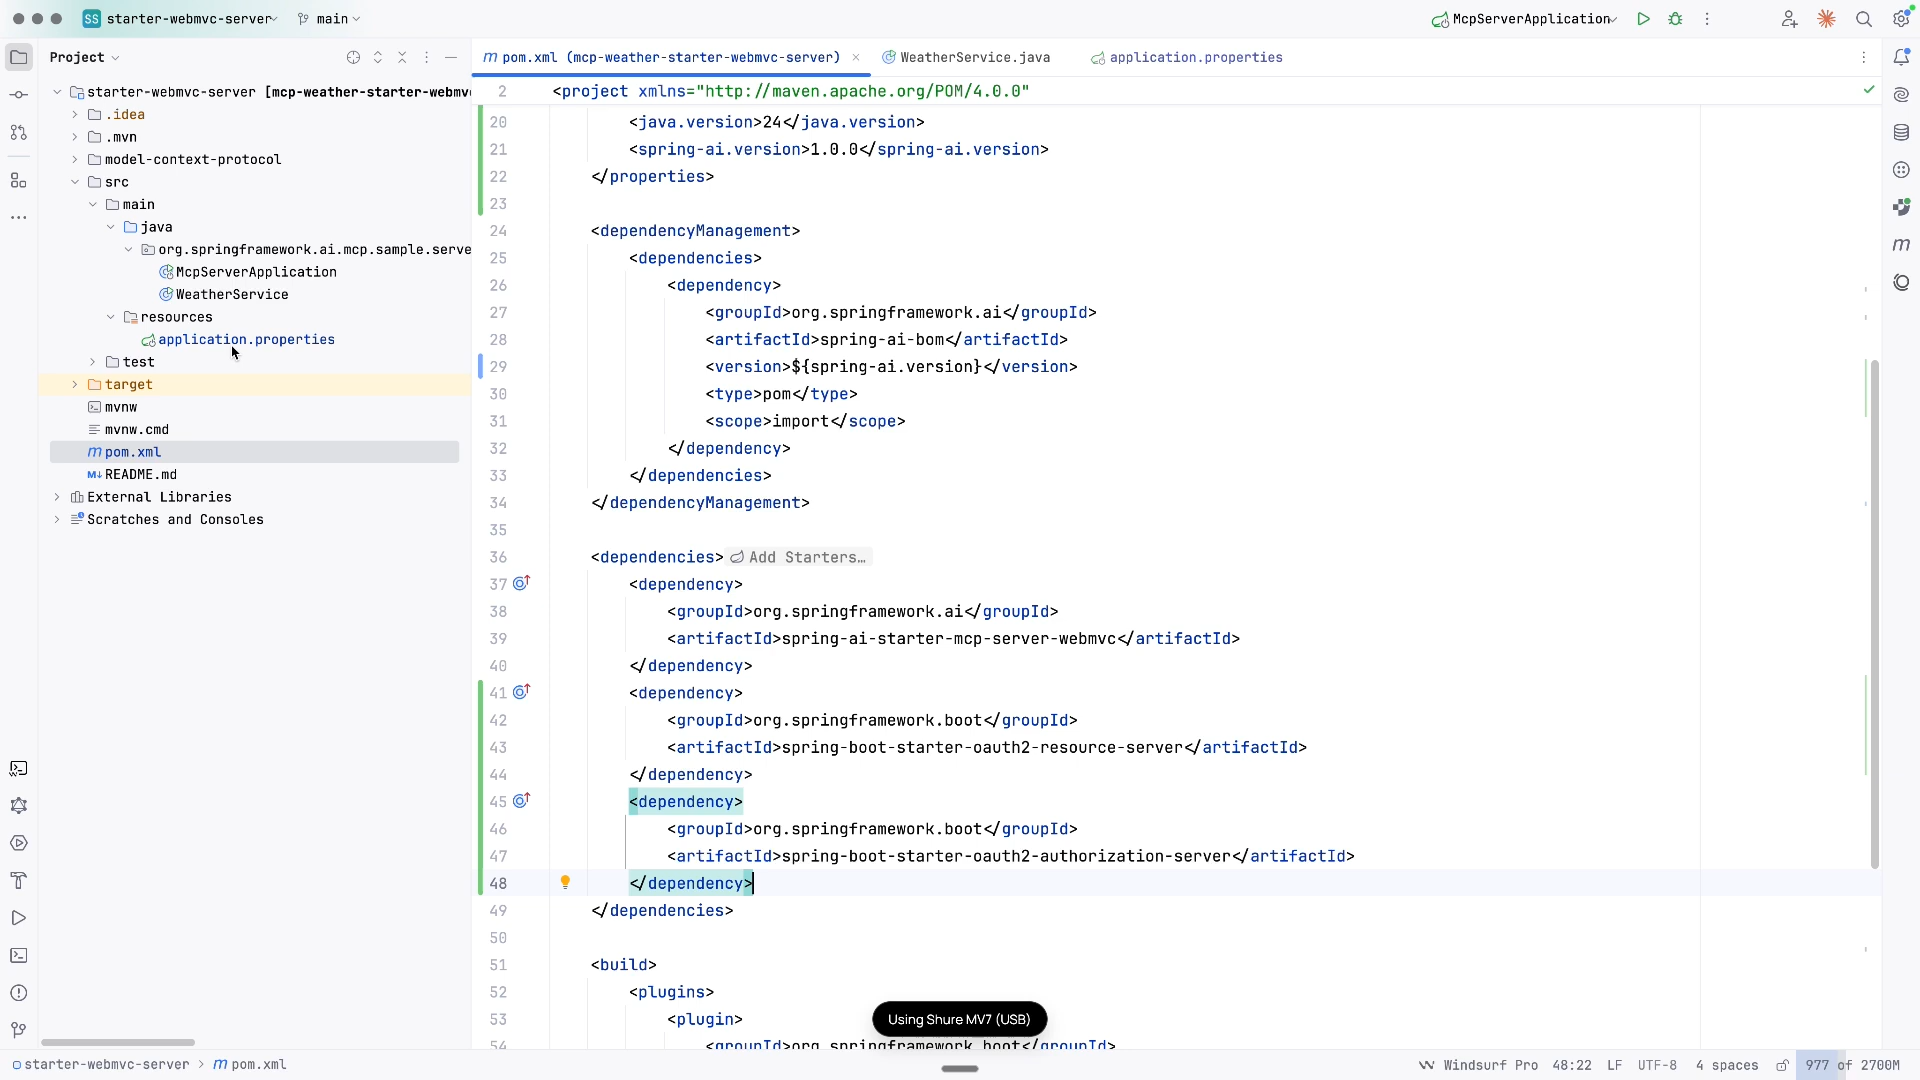 SS starter-webmvc-server
main
McpServerApplication
Project
starter-webmvc-server [mcp-weather-starter-webmv
.idea
.mvn
model-context-protocol
src
main
java
org.springframework.ai.mcp.sample.serve
McpServerApplication
WeatherService
resources
application.properties
test
target
mvnw
mvnw.cmd
m pom.xml
M↓ README.md
External Libraries
Scratches and Consoles
m pom.xml (mcp-weather-starter-webmvc-server)
WeatherService.java
application.properties
2 <project xmlns="http://maven.apache.org/POM/4.0.0"
20 <java.version>24</java.version>
21 <spring-ai.version>1.0.0</spring-ai.version>
22 </properties>
23
24 <dependencyManagement>
25 <dependencies>
26 <dependency>
27 <groupId>org.springframework.ai</groupId>
28 <artifactId>spring-ai-bom</artifactId>
29 <version>${spring-ai.version}</version>
30 <type>pom</type>
31 <scope>import</scope>
32 </dependency>
33 </dependencies>
34 </dependencyManagement>
35
36 <dependencies> Add Starters…
37 <dependency>
38 <groupId>org.springframework.ai</groupId>
39 <artifactId>spring-ai-starter-mcp-server-webmvc</artifactId>
40 </dependency>
41 <dependency>
42 <groupId>org.springframework.boot</groupId>
43 <artifactId>spring-boot-starter-oauth2-resource-server</artifactId>
44 </dependency>
45 <dependency>
46 <groupId>org.springframework.boot</groupId>
47 <artifactId>spring-boot-starter-oauth2-authorization-server</artifactId>
48 </dependency>
49 </dependencies>
50
51 <build>
52 <plugins>
53 <plugin>
54 <groupId>org.springframework.boot</groupId>
Using Shure MV7 (USB)
m
starter-webmvc-server > m pom.xml
Windsurf Pro 48:22 LF UTF-8 4 spaces 977 of 2700M